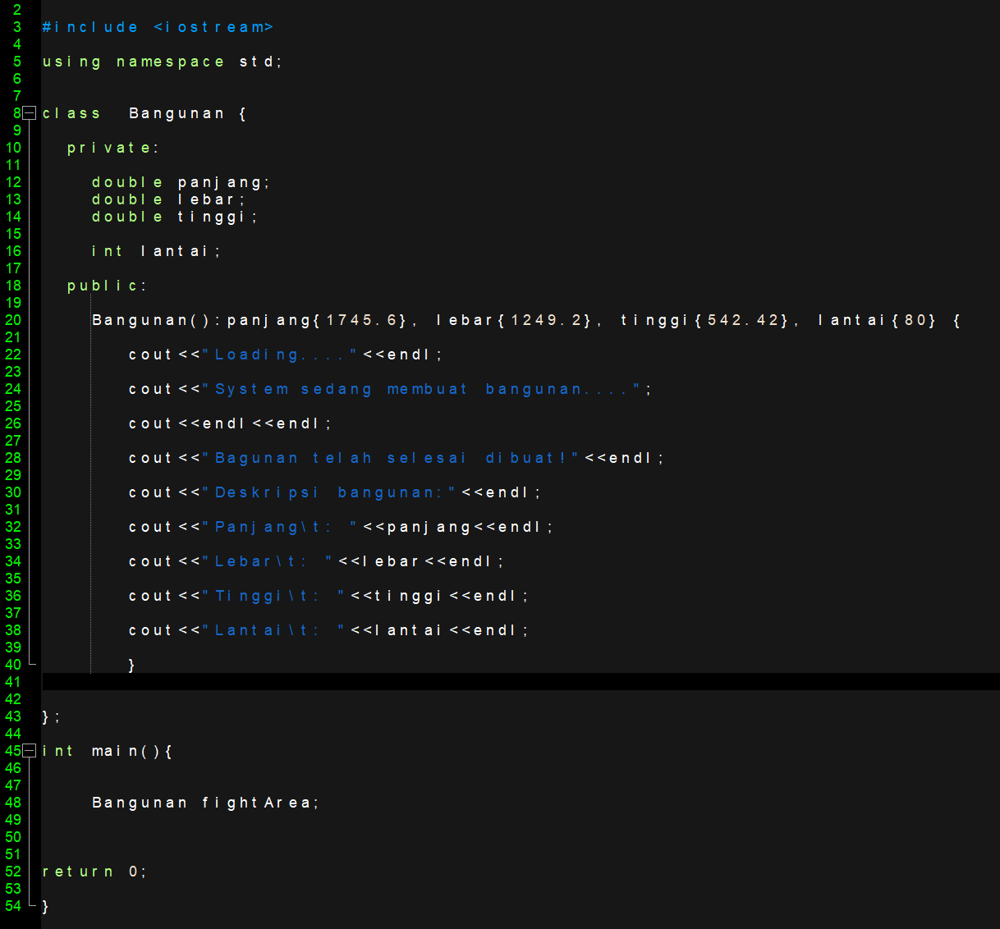 2
3 #include <iostream>
4
5 using namespace std;
6
7
8 class  Bangunan {
9
10   private:
11
12     double panjang;
13     double lebar;
14     double tinggi;
15
16     int lantai;
17
18   public:
19
20     Bangunan():panjang{1745.6}, lebar{1249.2}, tinggi{542.42}, lantai{80} {
21
22        cout<<"Loading...."<<endl;
23
24        cout<<"System sedang membuat bangunan....";
25
26        cout<<endl<<endl;
27
28        cout<<"Bagunan telah selesai dibuat!"<<endl;
29
30        cout<<"Deskripsi bangunan:"<<endl;
31
32        cout<<"Panjang\t: "<<panjang<<endl;
33
34        cout<<"Lebar\t: "<<lebar<<endl;
35
36        cout<<"Tinggi\t: "<<tinggi<<endl;
37
38        cout<<"Lantai\t: "<<lantai<<endl;
39
40        }
41
42
43 };
44
45 int main(){
46
47
48     Bangunan fightArea;
49
50
51
52 return 0;
53
54 }